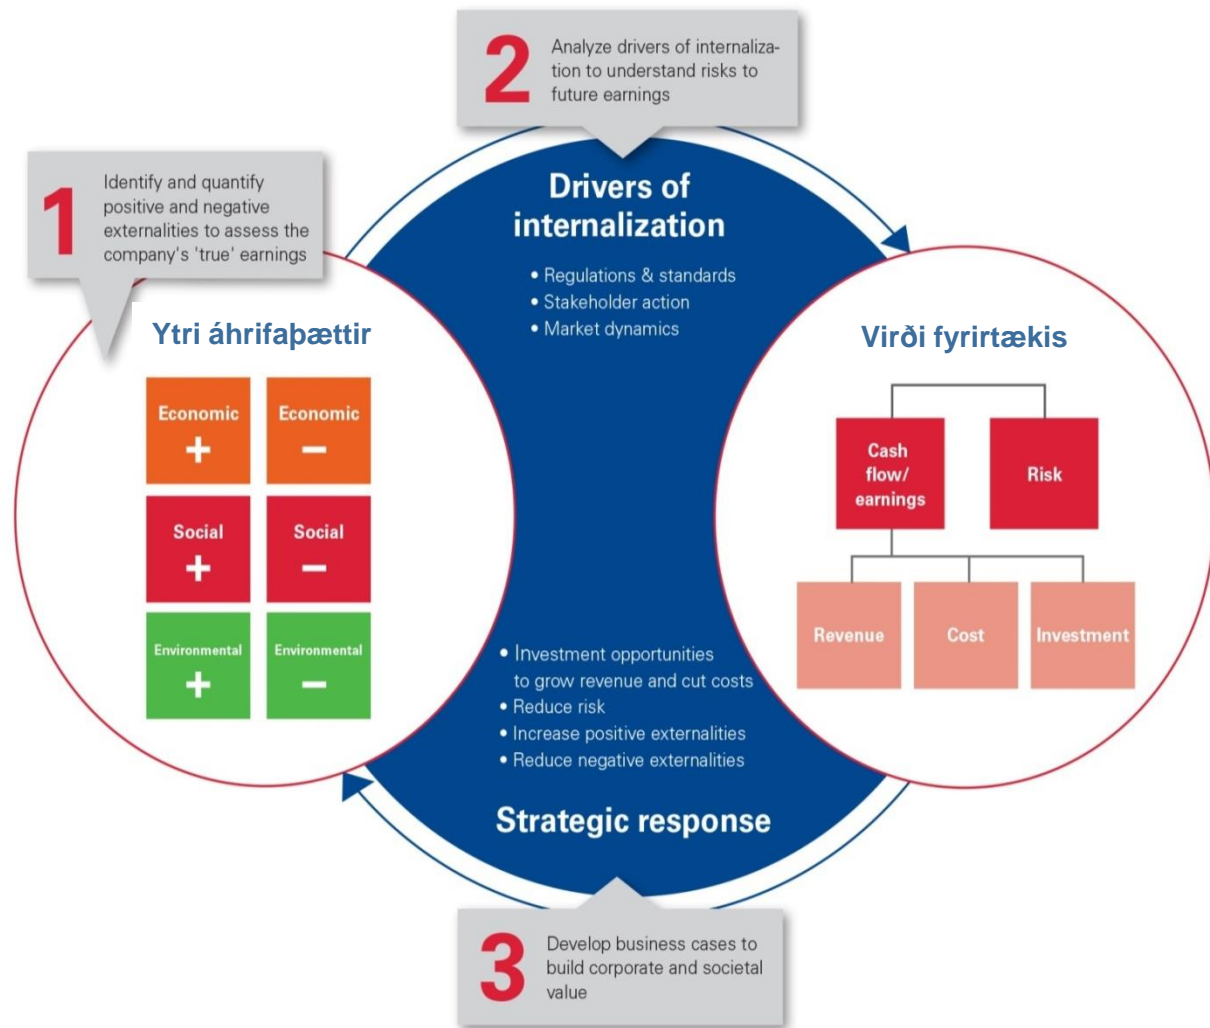 2
Analyze drivers of internaliza-
tion to understand risks to
future earnings
1
Identify and quantify
positive and negative
externalities to assess the
company's 'true' earnings
Drivers of
internalization
• Regulations & standards
• Stakeholder action
• Market dynamics
Ytri áhrifaþættir
Economic
+
Economic
−
Social
+
Social
−
Environmental
+
Environmental
−
Virði fyrirtækis
Cash
flow/
earnings
Risk
Revenue
Cost
Investment
• Investment opportunities
to grow revenue and cut costs
• Reduce risk
• Increase positive externalities
• Reduce negative externalities
Strategic response
3
Develop business cases to
build corporate and societal
value